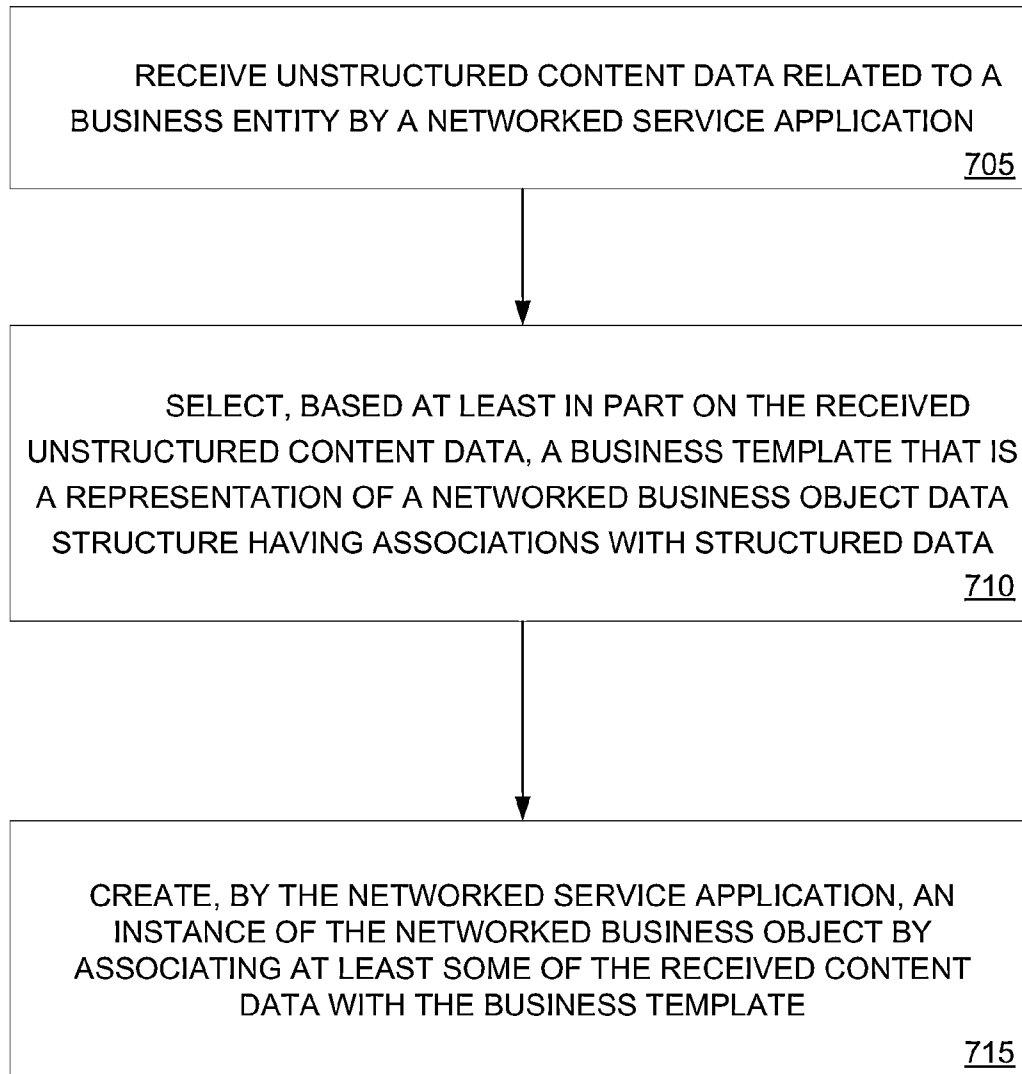 RECEIVE UNSTRUCTURED CONTENT DATA RELATED TO A
BUSINESS ENTITY BY A NETWORKED SERVICE APPLICATION
705
SELECT, BASED AT LEAST IN PART ON THE RECEIVED
UNSTRUCTURED CONTENT DATA, A BUSINESS TEMPLATE THAT IS
A REPRESENTATION OF A NETWORKED BUSINESS OBJECT DATA
STRUCTURE HAVING ASSOCIATIONS WITH STRUCTURED DATA
710
CREATE, BY THE NETWORKED SERVICE APPLICATION, AN
INSTANCE OF THE NETWORKED BUSINESS OBJECT BY
ASSOCIATING AT LEAST SOME OF THE RECEIVED CONTENT
DATA WITH THE BUSINESS TEMPLATE
715